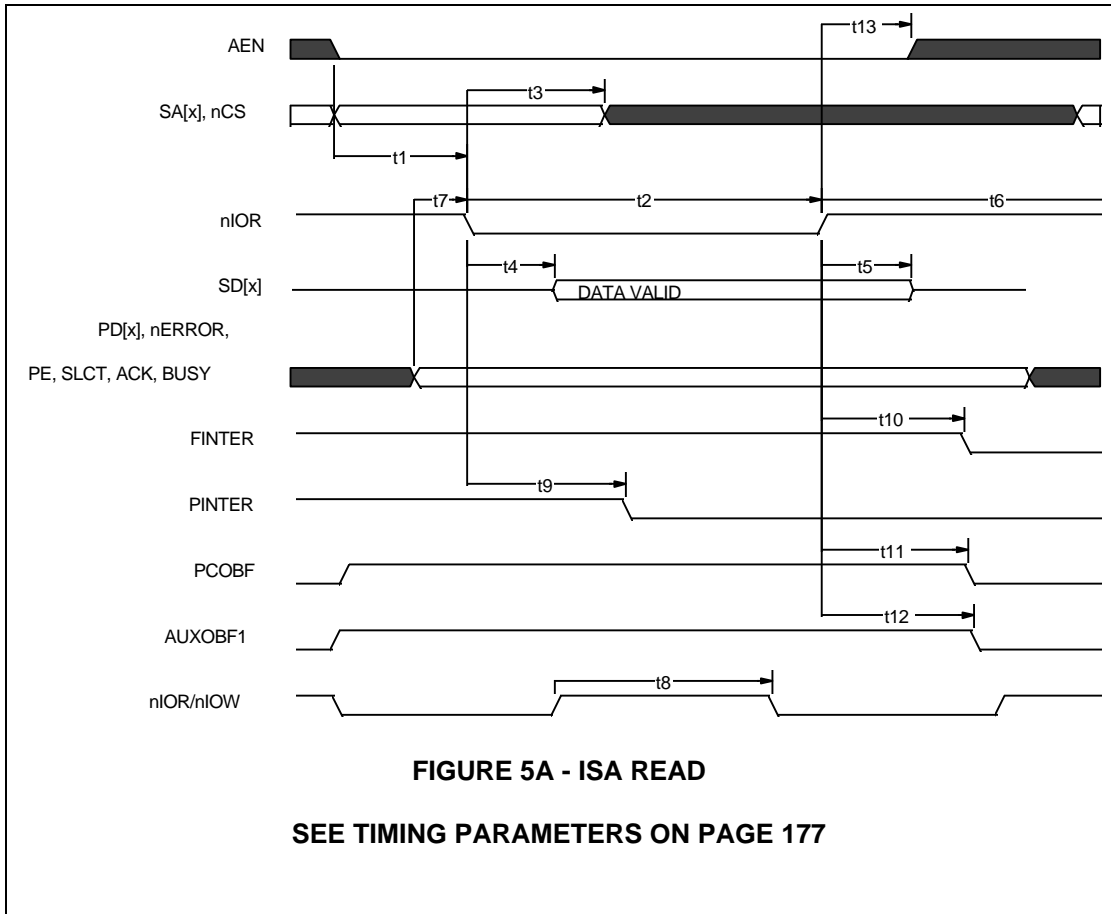 t13
AEN
t3
SA[x], nCS
t1
t7
t2
t6
nIOR
t4
t5
SD[x]
DATA VALID
PD[x], nERROR,
PE, SLCT, ACK, BUSY
t10
FINTER
t9
PINTER
t11
PCOBF
t12
AUXOBF1
t8
nIOR/nIOW
FIGURE 5A - ISA READ
SEE TIMING PARAMETERS ON PAGE 177